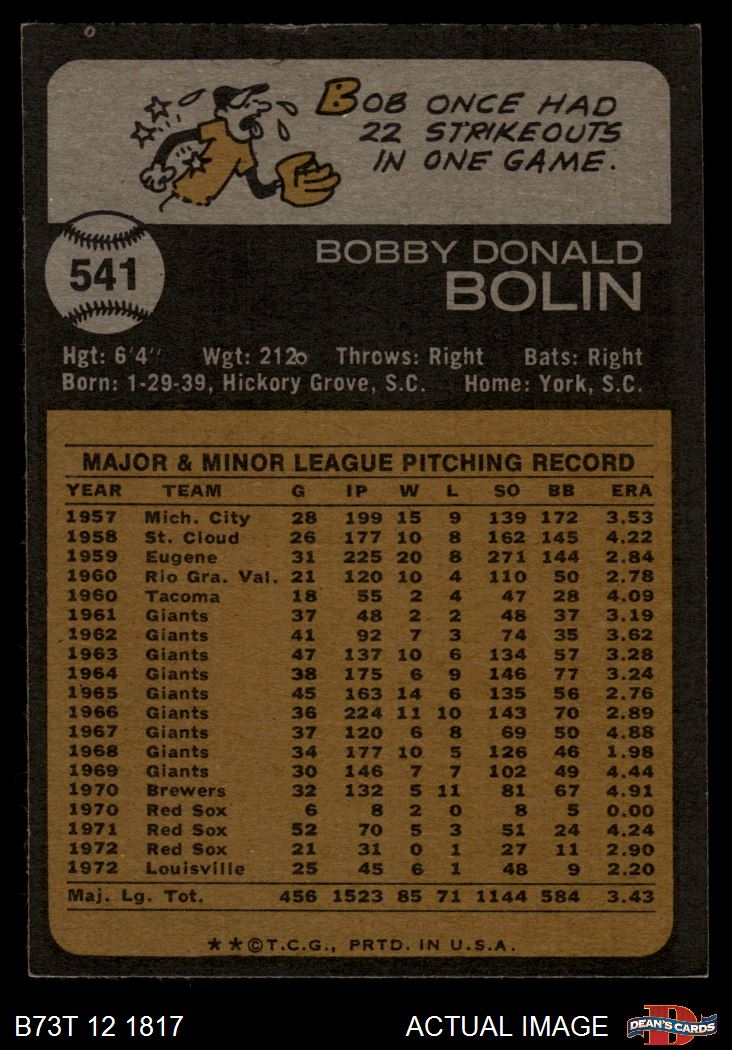 BOB ONCE HAD
22 STRIKEOUTS
IN ONE GAME.
541
BOBBY DONALD
BOLIN
Hgt: 6'4" Wgt: 212 Throws: Right Bats: Right
Born: 1-29-39, Hickory Grove, S.C. Home: York, S.C.
MAJOR & MINOR LEAGUE PITCHING RECORD
YEAR TEAM G IP W L SO BB ERA
1957 Mich. City 28 199 15 9 139 172 3.53
1958 St. Cloud 26 177 10 8 162 145 4.22
1959 Eugene 31 225 20 8 271 144 2.84
1960 Rio Gra. Val. 21 120 10 4 110 50 2.78
1960 Tacoma 18 55 2 4 47 28 4.09
1961 Giants 37 48 2 2 48 37 3.19
1962 Giants 41 92 7 3 74 35 3.62
1963 Giants 47 137 10 6 134 57 3.28
1964 Giants 38 175 6 9 146 77 3.24
1965 Giants 45 163 14 6 135 56 2.76
1966 Giants 36 224 11 10 143 70 2.89
1967 Giants 37 120 6 8 69 50 4.88
1968 Giants 34 177 10 5 126 46 1.98
1969 Giants 30 146 7 7 102 49 4.44
1970 Brewers 32 132 5 11 81 67 4.91
1970 Red Sox 6 8 2 0 8 5 0.00
1971 Red Sox 52 70 5 3 51 24 4.24
1972 Red Sox 21 31 0 1 27 11 2.90
1972 Louisville 25 45 6 1 48 9 2.20
Maj. Lg. Tot. 456 1523 85 71 1144 584 3.43
★★©T.C.G., PRTD. IN U.S.A.
B73T 12 1817 ACTUAL IMAGE DEAN'S CARDS